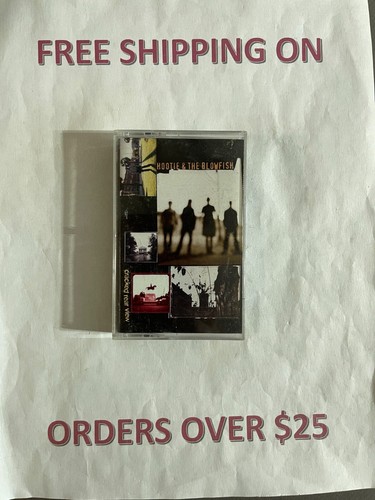 FREE SHIPPING ON
HOOTIE & THE BLOWFISH
cracked rear view
ORDERS OVER $25